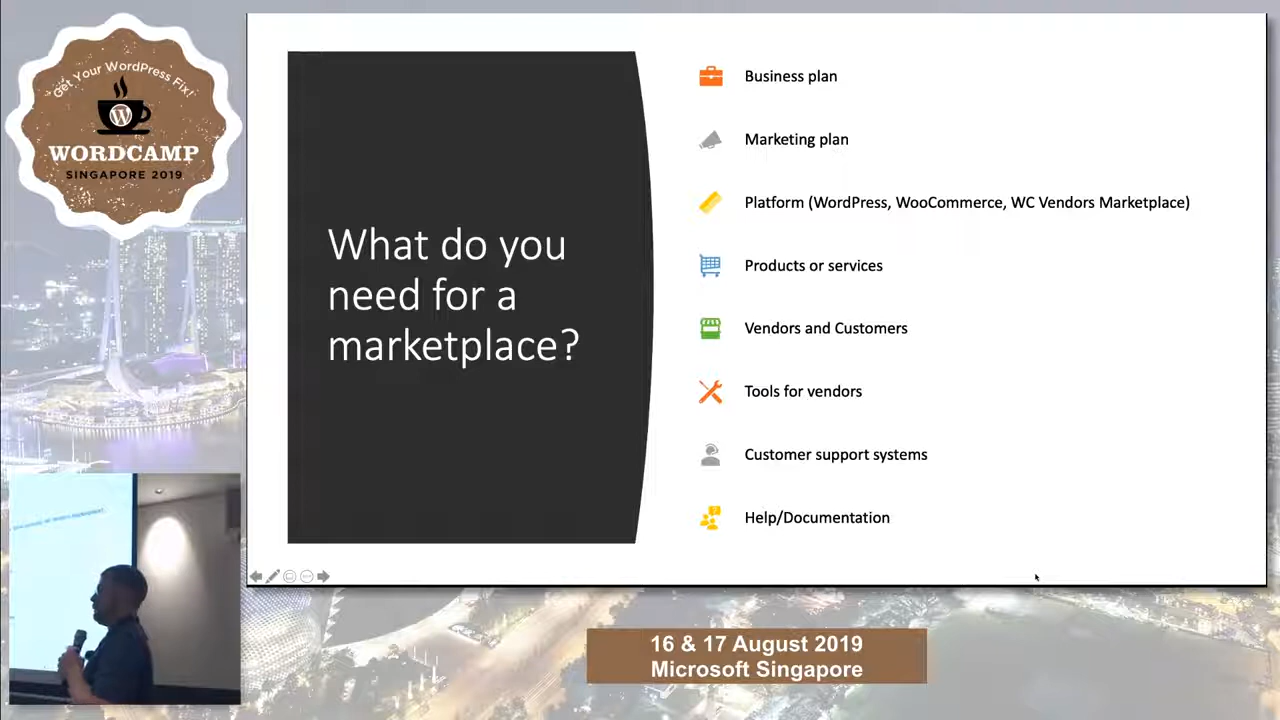 Get Your WordPress Fix!
W
WORDCAMP
SINGAPORE 2019
What do you
need for a
marketplace?
Business plan
Marketing plan
Platform (WordPress, WooCommerce, WC Vendors Marketplace)
Products or services
Vendors and Customers
Tools for vendors
Customer support systems
Help/Documentation
16 & 17 August 2019
Microsoft Singapore